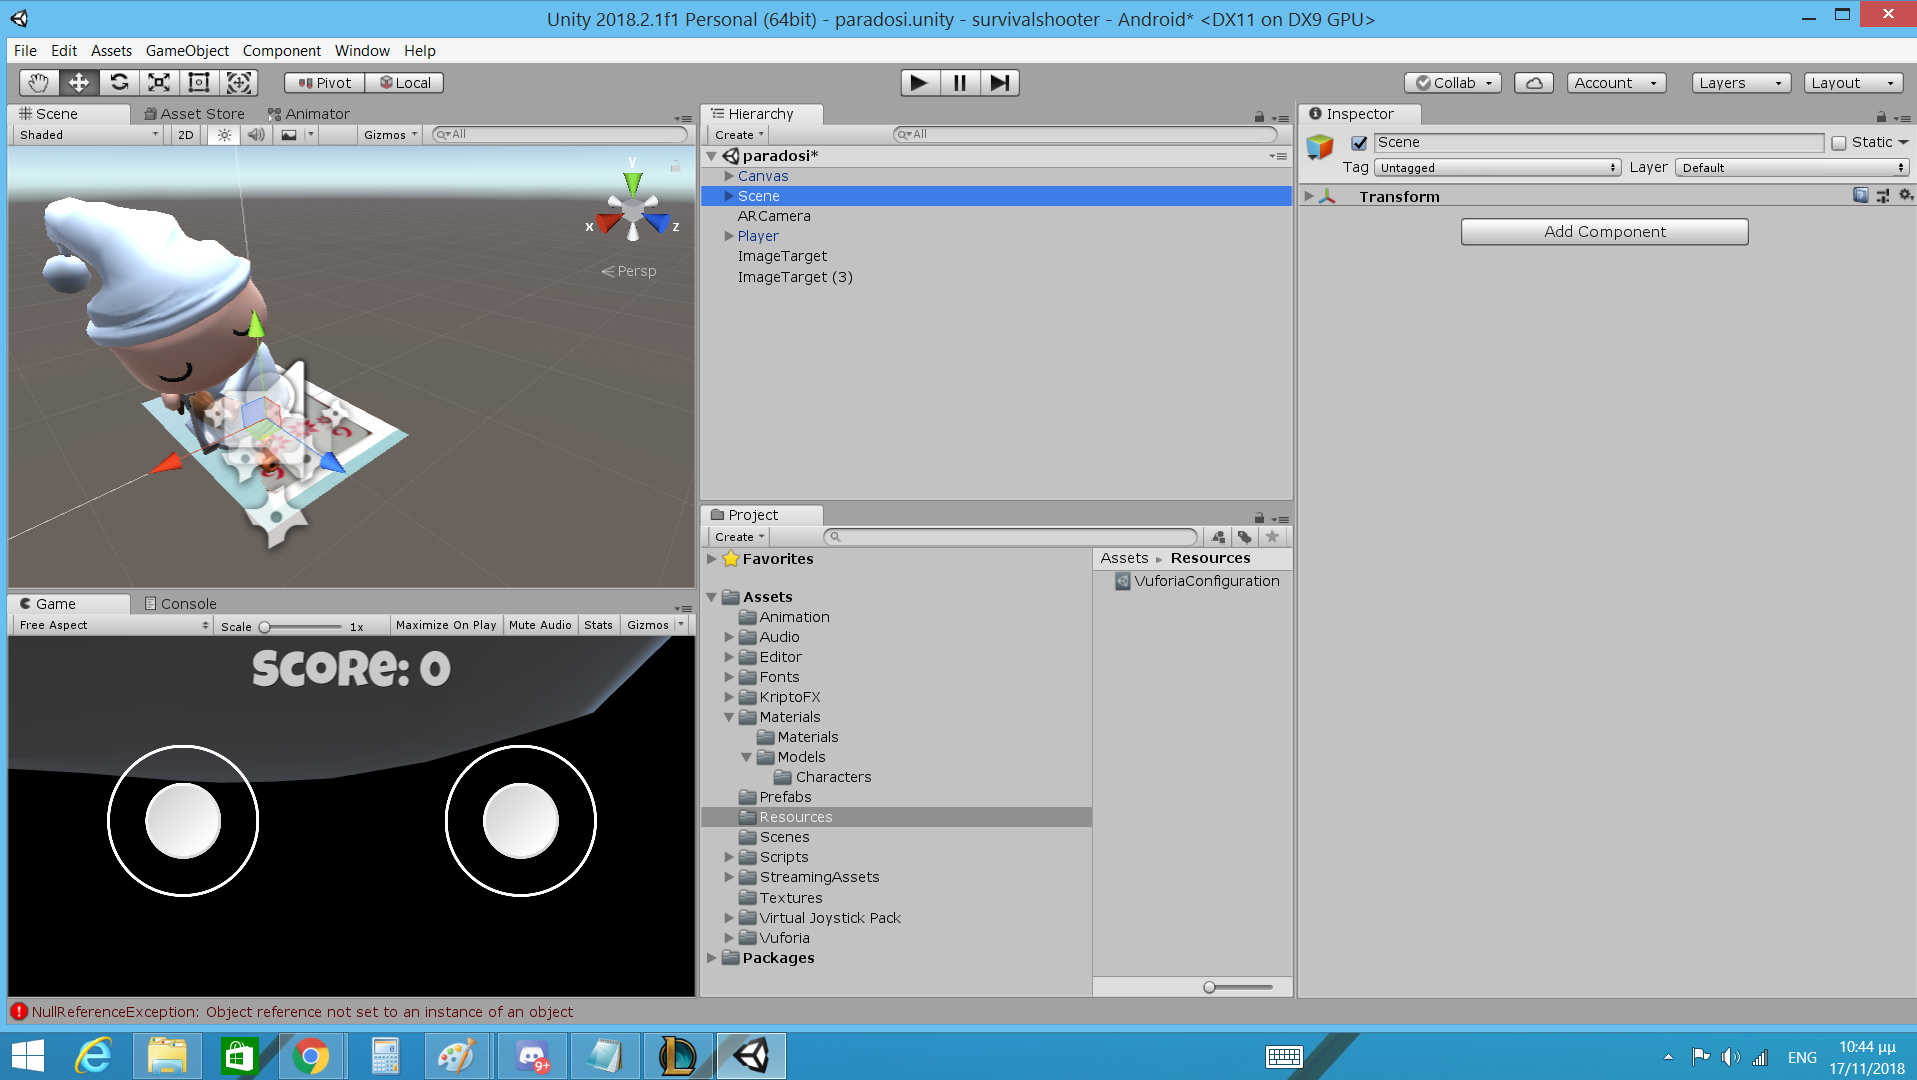 Unity 2018.2.1f1 Personal (64bit) - paradosi.unity - survivalshooter - Android* <DX11 on DX9 GPU>
File Edit Assets GameObject Component Window Help
Pivot Local Collab Account Layers Layout
Scene Asset Store Animator
Shaded 2D Gizmos All
y
x
z
Persp
Game Console
Free Aspect Scale 1x Maximize On Play Mute Audio Stats Gizmos
Score: 0
Hierarchy
Create All
paradosi*
Canvas
Scene
ARCamera
Player
ImageTarget
ImageTarget (3)
Project
Create
Favorites
Assets
Animation
Audio
Editor
Fonts
KriptoFX
Materials
Materials
Models
Characters
Prefabs
Resources
Scenes
Scripts
StreamingAssets
Textures
Virtual Joystick Pack
Vuforia
Packages
Assets Resources
VuforiaConfiguration
Inspector
Scene Static
Tag Untagged Layer Default
Transform
Add Component
NullReferenceException: Object reference not set to an instance of an object
9+
ENG
10:44 μμ
17/11/2018